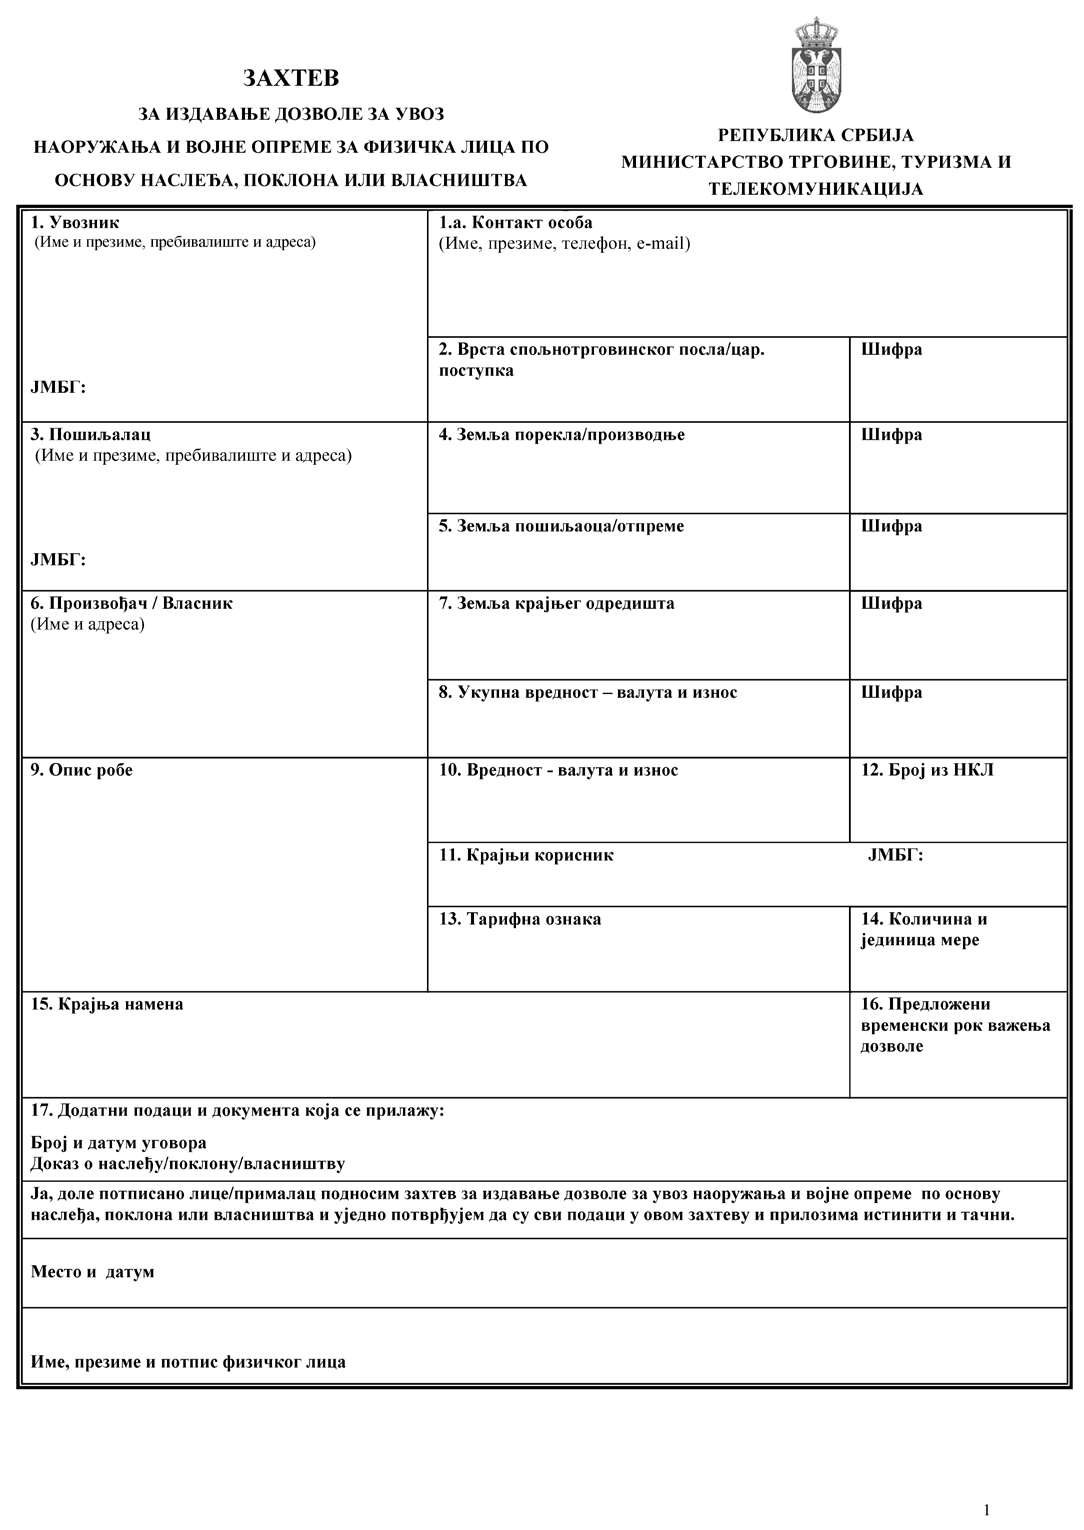 ЗАХТЕВ
ЗА ИЗДАВАЊЕ ДОЗВОЛЕ ЗА УВОЗ
НАОРУЖАЊА И ВОЈНЕ ОПРЕМЕ ЗА ФИЗИЧКА ЛИЦА ПО
ОСНОВУ НАСЛЕЂА, ПОКЛОНА ИЛИ ВЛАСНИШТВА
РЕПУБЛИКА СРБИЈА
МИНИСТАРСТВО ТРГОВИНЕ, ТУРИЗМА И
ТЕЛЕКОМУНИКАЦИЈА
1. Увозник
(Име и презиме, пребивалиште и адреса)
ЈМБГ:
1.а. Контакт особа
(Име, презиме, телефон, e-mail)
2. Врста спољнотрговинског посла/цар.
поступка
Шифра
3. Пошиљалац
(Име и презиме, пребивалиште и адреса)
ЈМБГ:
4. Земља порекла/производње
Шифра
5. Земља пошиљаоца/отпреме
Шифра
6. Произвођач / Власник
(Име и адреса)
7. Земља крајњег одредишта
Шифра
8. Укупна вредност – валута и износ
Шифра
9. Опис робе
10. Вредност - валута и износ
12. Број из НКЛ
11. Крајњи корисник ЈМБГ:
13. Тарифна ознака
14. Количина и
јединица мере
15. Крајња намена
16. Предложени
временски рок важења
дозволе
17. Додатни подаци и документа која се прилажу:
Број и датум уговора
Доказ о наслеђу/поклону/власништву
Ја, доле потписано лице/прималац подносим захтев за издавање дозволе за увоз наоружања и војне опреме по основу
наслеђа, поклона или власништва и уједно потврђујем да су сви подаци у овом захтеву и прилозима истинити и тачни.
Место и датум
Име, презиме и потпис физичког лица
1